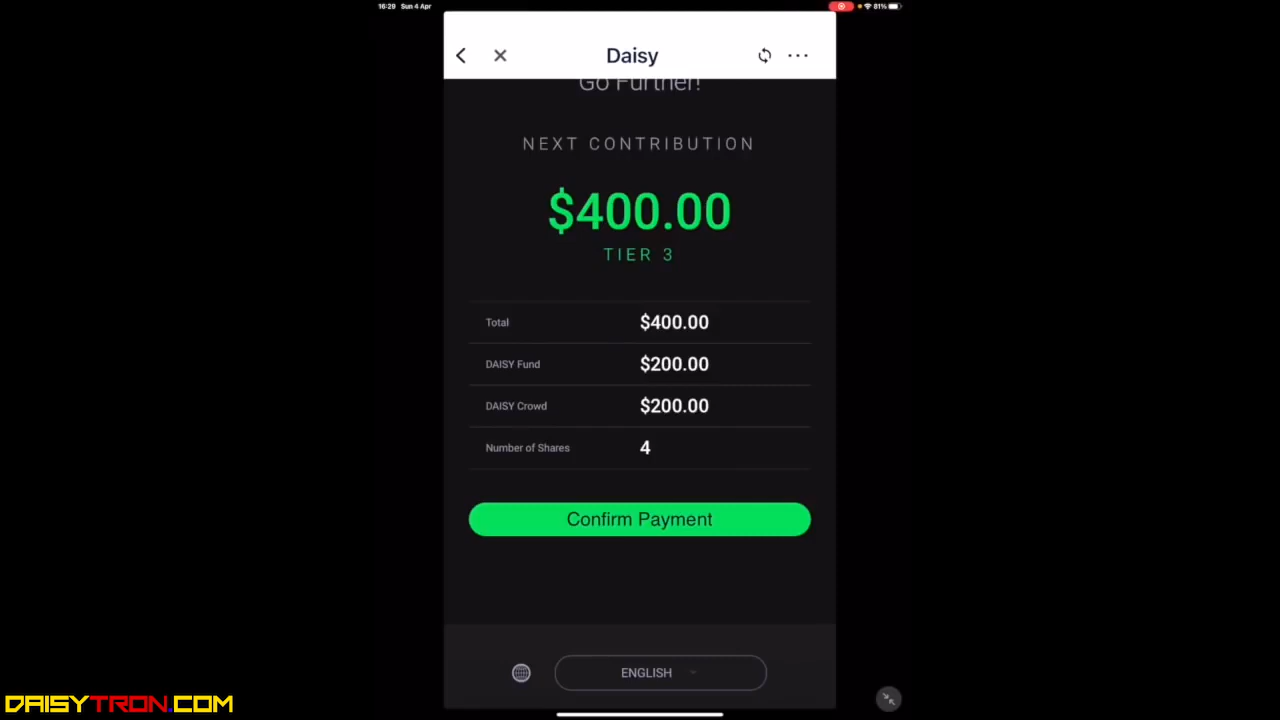 16:29 Sun 4 Apr
81%
Daisy
Go Further!
NEXT CONTRIBUTION
$400.00
TIER 3
Total $400.00
DAISY Fund $200.00
DAISY Crowd $200.00
Number of Shares 4
Confirm Payment
ENGLISH
DAISYTRON.COM